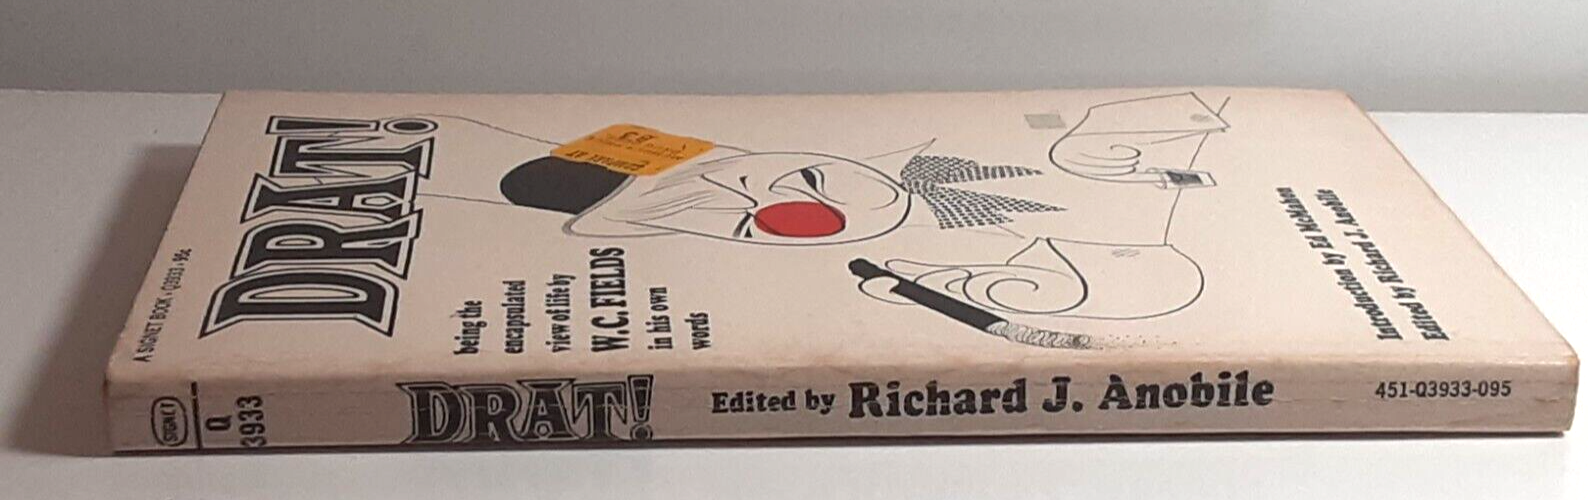 A SIGNET BOOK • Q3933 • 95¢
DRAT!
being the
encapsulated
view of life by
W.C. FIELDS
in his own
words
Introduction by Ed McMahon
Edited by Richard J. Anobile
SIGNET
Q
3933
DRAT!
Edited by Richard J. Anobile
451-Q3933-095